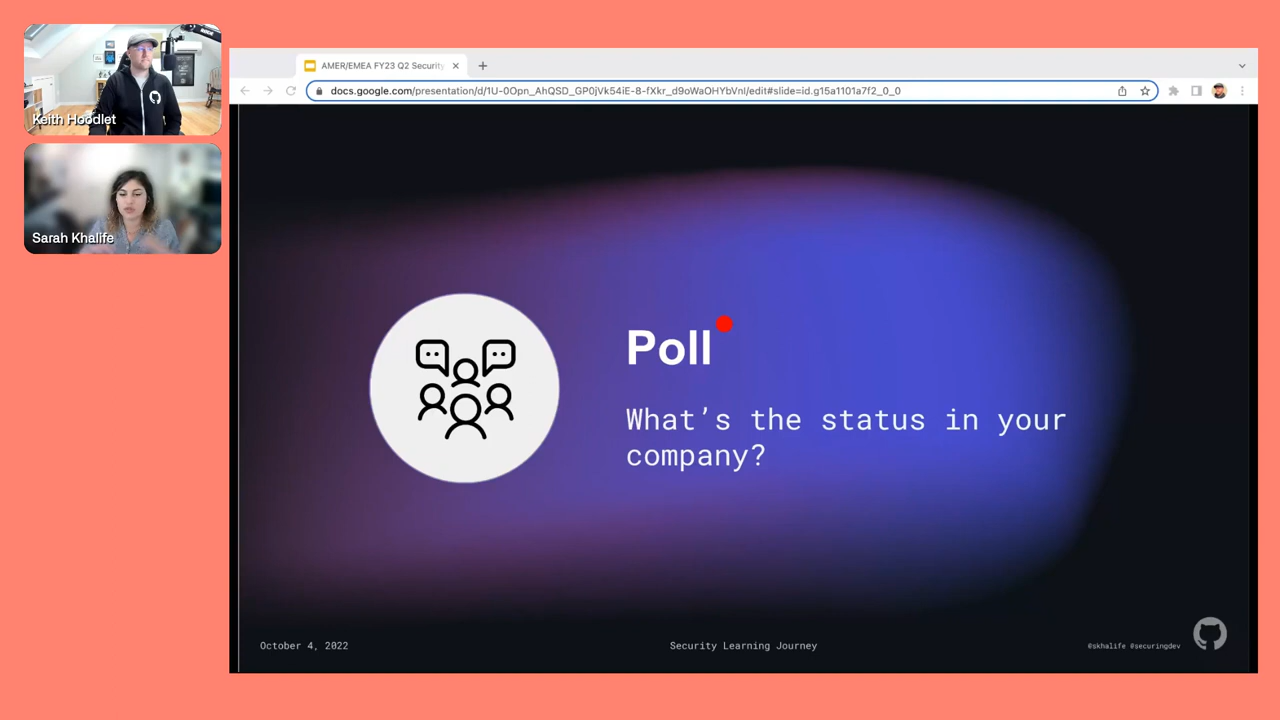 Keith Hoodlet
Sarah Khalife
AMER/EMEA FY23 Q2 Security
docs.google.com/presentation/d/1U-0Opn_AhQSD_GP0jVk54iE-8-fXkr_d9oWaOHYbVnI/edit#slide=id.g15a1101a7f2_0_0
Poll
What's the status in your
company?
October 4, 2022
Security Learning Journey
@skhalife #securingdev